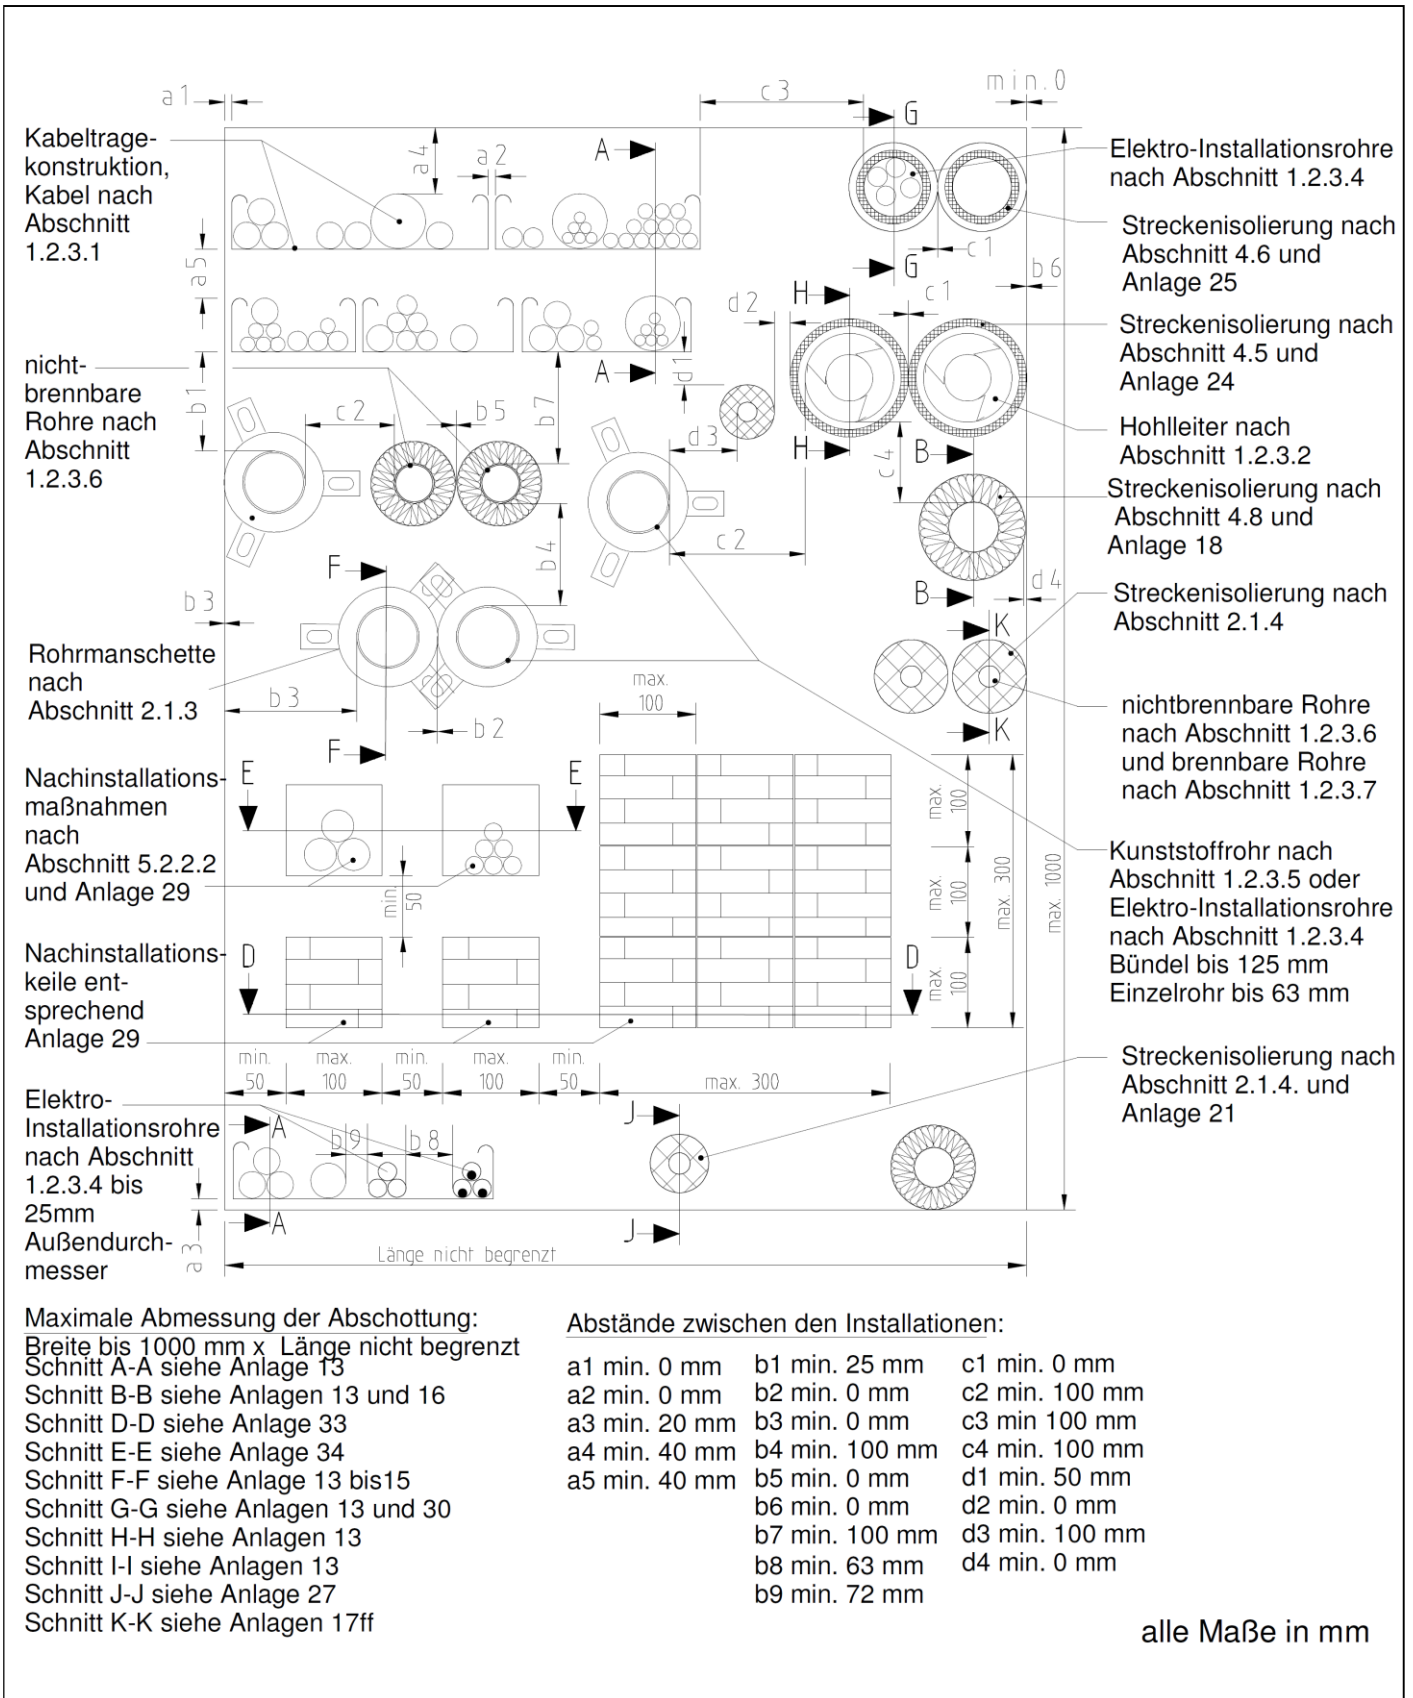 a1
c3
min.0
G
Kabeltrage-
konstruktion,
Kabel nach
Abschnitt
1.2.3.1
a4
a2
A
Elektro-Installationsrohre
nach Abschnitt 1.2.3.4
Streckenisolierung nach
Abschnitt 4.6 und
Anlage 25
a5
c1
G
b6
H
d2
c1
Streckenisolierung nach
Abschnitt 4.5 und
Anlage 24
nicht-
brennbare
Rohre nach
Abschnitt
1.2.3.6
b1
c2
b5
b7
A
d1
d3
H
c4
B
Hohlleiter nach
Abschnitt 1.2.3.2
Streckenisolierung nach
Abschnitt 4.8 und
Anlage 18
c2
b4
F
B
d4
b3
Streckenisolierung nach
Abschnitt 2.1.4
K
Rohrmanschette
nach
Abschnitt 2.1.3
b3
F
b2
max.
100
K
nichtbrennbare Rohre
nach Abschnitt 1.2.3.6
und brennbare Rohre
nach Abschnitt 1.2.3.7
Nachinstallations-
maßnahmen
nach
Abschnitt 5.2.2.2
und Anlage 29
E
E
min.
50
max.
100
max.
100
max.
100
max. 300
max. 1000
Kunststoffrohr nach
Abschnitt 1.2.3.5 oder
Elektro-Installationsrohre
nach Abschnitt 1.2.3.4
Bündel bis 125 mm
Einzelrohr bis 63 mm
Nachinstallations-
keile ent-
sprechend
Anlage 29
D
D
min.
50
max.
100
min.
50
max.
100
min.
50
max. 300
Streckenisolierung nach
Abschnitt 2.1.4. und
Anlage 21
Elektro-
Installationsrohre
nach Abschnitt
1.2.3.4 bis
25mm
Außendurch-
messer
A
b9
b8
J
A
a3
J
Länge nicht begrenzt
Maximale Abmessung der Abschottung:
Breite bis 1000 mm x Länge nicht begrenzt
Schnitt A-A siehe Anlage 13
Schnitt B-B siehe Anlagen 13 und 16
Schnitt D-D siehe Anlage 33
Schnitt E-E siehe Anlage 34
Schnitt F-F siehe Anlage 13 bis15
Schnitt G-G siehe Anlagen 13 und 30
Schnitt H-H siehe Anlagen 13
Schnitt I-I siehe Anlagen 13
Schnitt J-J siehe Anlage 27
Schnitt K-K siehe Anlagen 17ff
Abstände zwischen den Installationen:
a1 min. 0 mm
a2 min. 0 mm
a3 min. 20 mm
a4 min. 40 mm
a5 min. 40 mm
b1 min. 25 mm
b2 min. 0 mm
b3 min. 0 mm
b4 min. 100 mm
b5 min. 0 mm
b6 min. 0 mm
b7 min. 100 mm
b8 min. 63 mm
b9 min. 72 mm
c1 min. 0 mm
c2 min. 100 mm
c3 min 100 mm
c4 min. 100 mm
d1 min. 50 mm
d2 min. 0 mm
d3 min. 100 mm
d4 min. 0 mm
alle Maße in mm